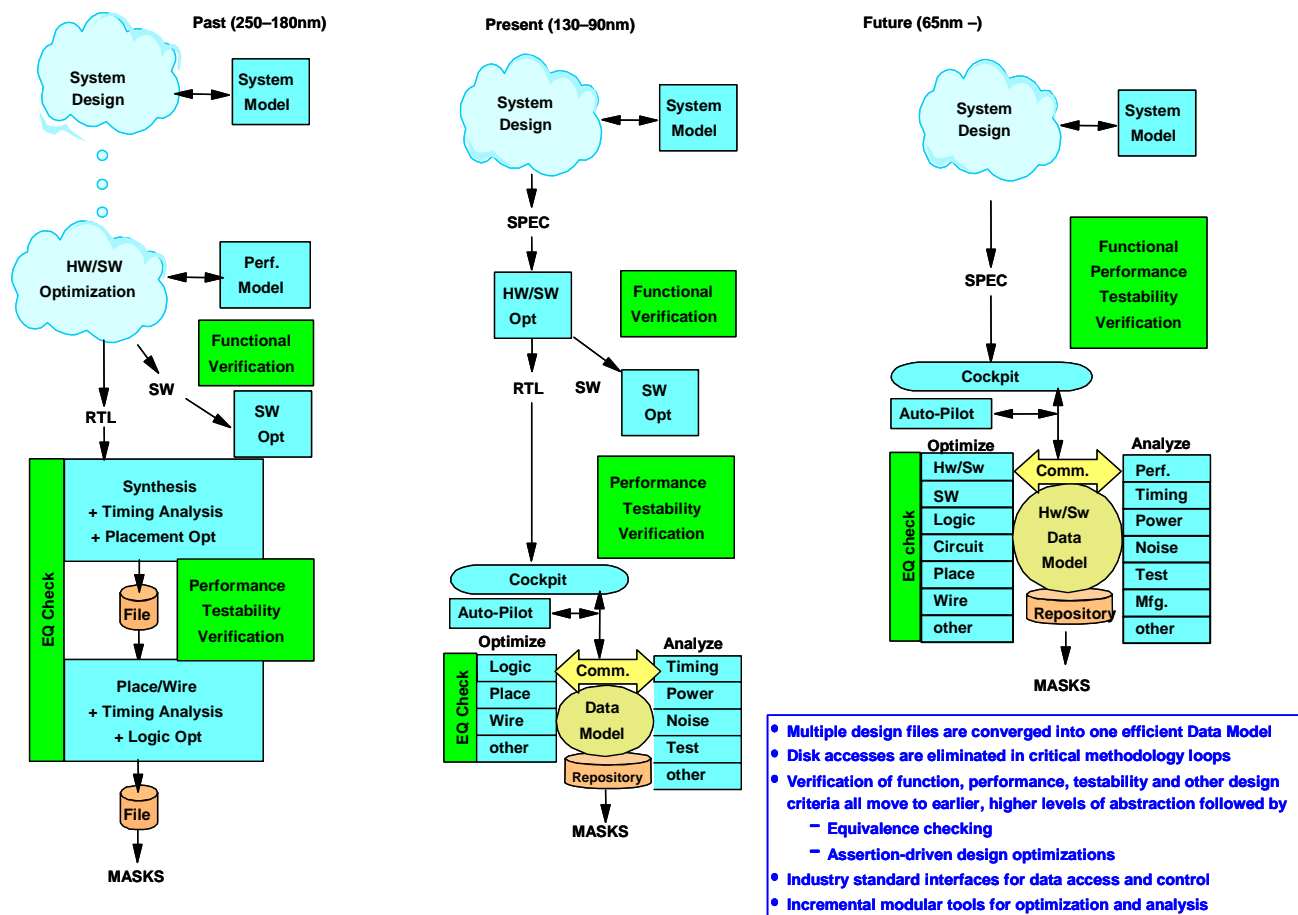 Past (250–180nm)
System
Design
System
Model
HW/SW
Optimization
Perf.
Model
Functional
Verification
SW
RTL
SW
Opt
EQ Check
Synthesis
+ Timing Analysis
+ Placement Opt
File
Performance
Testability
Verification
Place/Wire
+ Timing Analysis
+ Logic Opt
File
MASKS
Present (130–90nm)
System
Design
System
Model
SPEC
HW/SW
Opt
Functional
Verification
RTL
SW
SW
Opt
Performance
Testability
Verification
Cockpit
Auto-Pilot
Optimize
Analyze
EQ Check
Logic
Place
Wire
other
Comm.
Data
Model
Repository
Timing
Power
Noise
Test
other
MASKS
Future (65nm –)
System
Design
System
Model
SPEC
Functional
Performance
Testability
Verification
Cockpit
Auto-Pilot
Optimize
Analyze
EQ check
Hw/Sw
SW
Logic
Circuit
Place
Wire
other
Comm.
Hw/Sw
Data
Model
Repository
Perf.
Timing
Power
Noise
Test
Mfg.
other
MASKS
• Multiple design files are converged into one efficient Data Model
• Disk accesses are eliminated in critical methodology loops
• Verification of function, performance, testability and other design
criteria all move to earlier, higher levels of abstraction followed by
– Equivalence checking
– Assertion-driven design optimizations
• Industry standard interfaces for data access and control
• Incremental modular tools for optimization and analysis